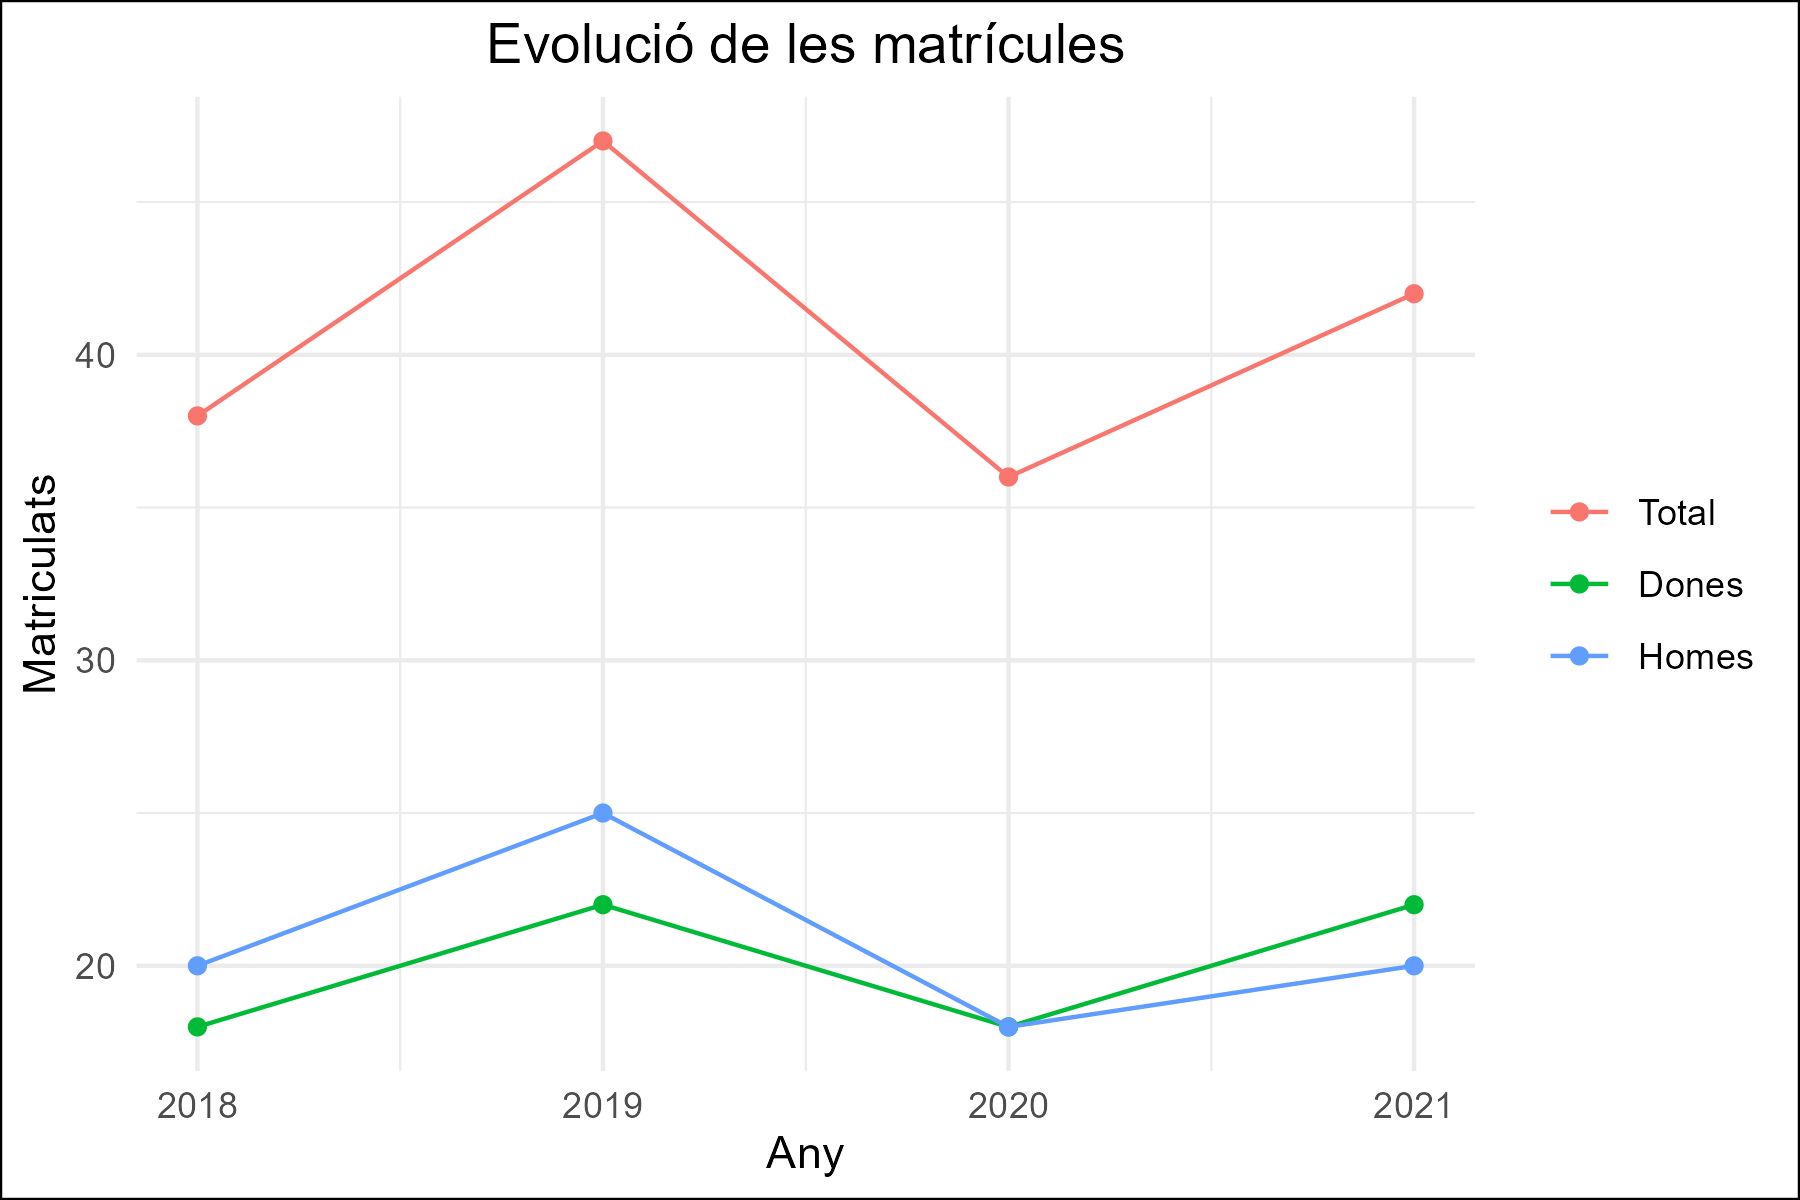 Evolució de les matrícules
Matriculats
40
30
20
2018 2019 2020 2021
Any
Total
Dones
Homes